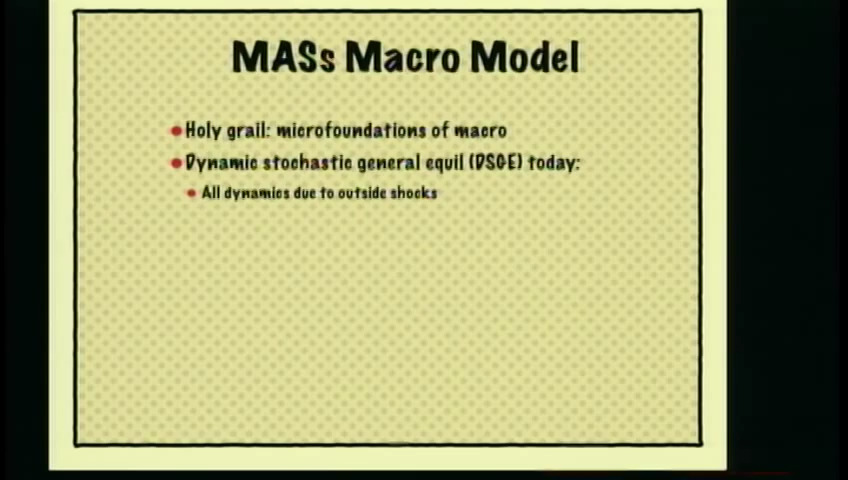 MASs Macro Model
Holy grail: microfoundations of macro
Dynamic stochastic general equil (DSGE) today:
All dynamics due to outside shocks